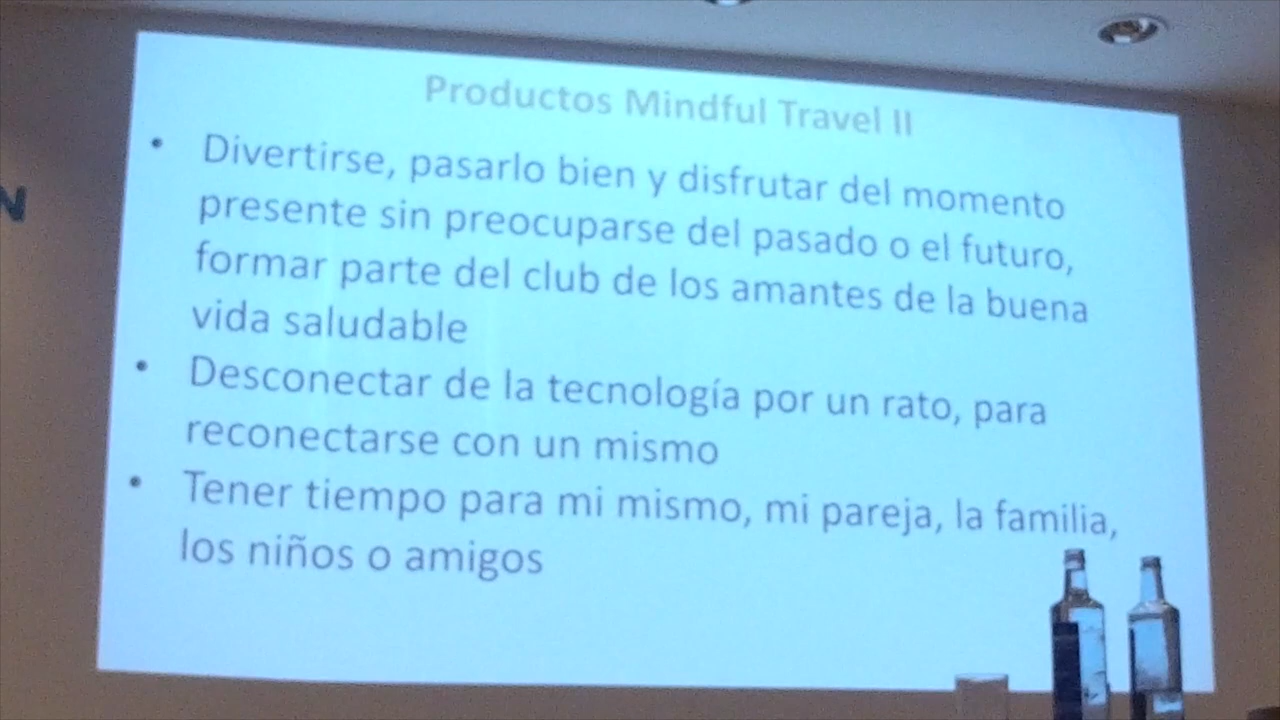 Productos Mindful Travel II
• Divertirse, pasarlo bien y disfrutar del momento
presente sin preocuparse del pasado o el futuro,
formar parte del club de los amantes de la buena
vida saludable
• Desconectar de la tecnología por un rato, para
reconectarse con un mismo
• Tener tiempo para mi mismo, mi pareja, la familia,
los niños o amigos
N